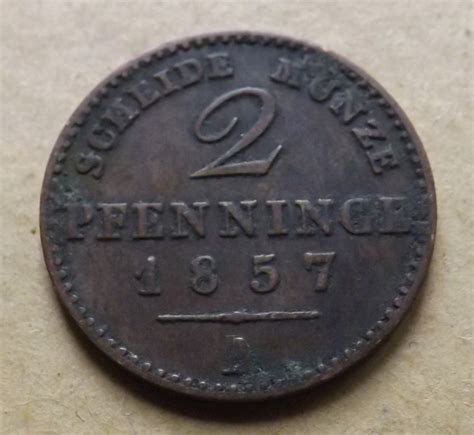 SCHEIDE MÜNZE
2
PFENNINGE
1857
A